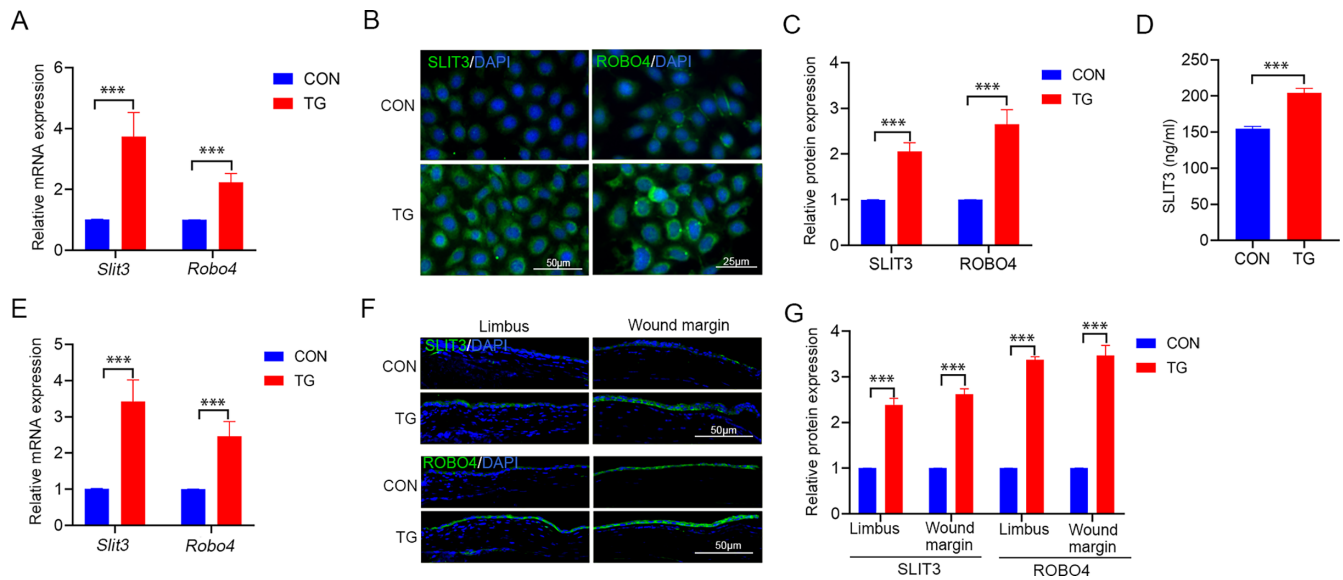 A
Relative mRNA expression
6
4
2
0
***
***
Slit3
Robo4
CON
TG
B
SLIT3/DAPI
ROBO4/DAPI
CON
TG
50μm
25μm
C
Relative protein expression
4
3
2
1
0
***
***
SLIT3
ROBO4
CON
TG
D
SLIT3 (ng/ml)
250
200
150
100
50
0
***
CON
TG
E
Relative mRNA expression
5
4
3
2
1
0
***
***
Slit3
Robo4
CON
TG
F
Limbus
Wound margin
SLIT3/DAPI
CON
TG
50μm
ROBO4/DAPI
CON
TG
50μm
G
Relative protein expression
4
3
2
1
0
***
***
***
***
CON
TG
Limbus
Wound
margin
Limbus
Wound
margin
SLIT3
ROBO4